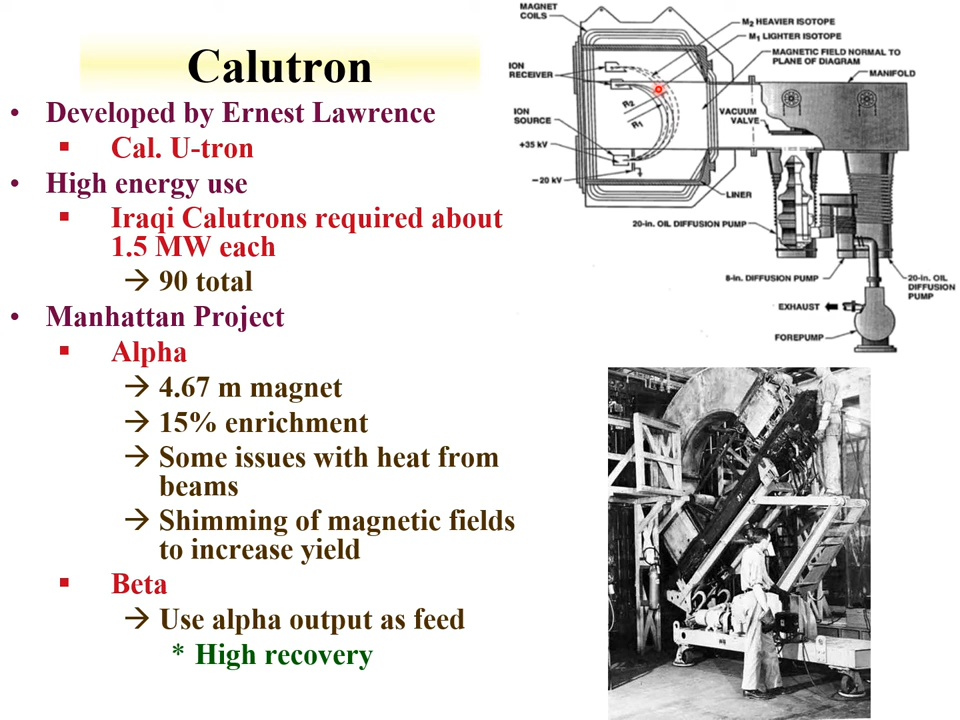 Calutron
• Developed by Ernest Lawrence
▪ Cal. U-tron
• High energy use
▪ Iraqi Calutrons required about
1.5 MW each
→ 90 total
• Manhattan Project
▪ Alpha
→ 4.67 m magnet
→ 15% enrichment
→ Some issues with heat from
beams
→ Shimming of magnetic fields
to increase yield
▪ Beta
→ Use alpha output as feed
* High recovery
MAGNET
COILS
M2 HEAVIER ISOTOPE
M1 LIGHTER ISOTOPE
MAGNETIC FIELD NORMAL TO
PLANE OF DIAGRAM
MANIFOLD
ION
RECEIVER
R2
R1
ION
SOURCE
VACUUM
VALVE
+35 kV
−20 kV
LINER
20-in. OIL DIFFUSION PUMP
8-in. DIFFUSION PUMP
20-in. OIL
DIFFUSION
PUMP
EXHAUST
FOREPUMP